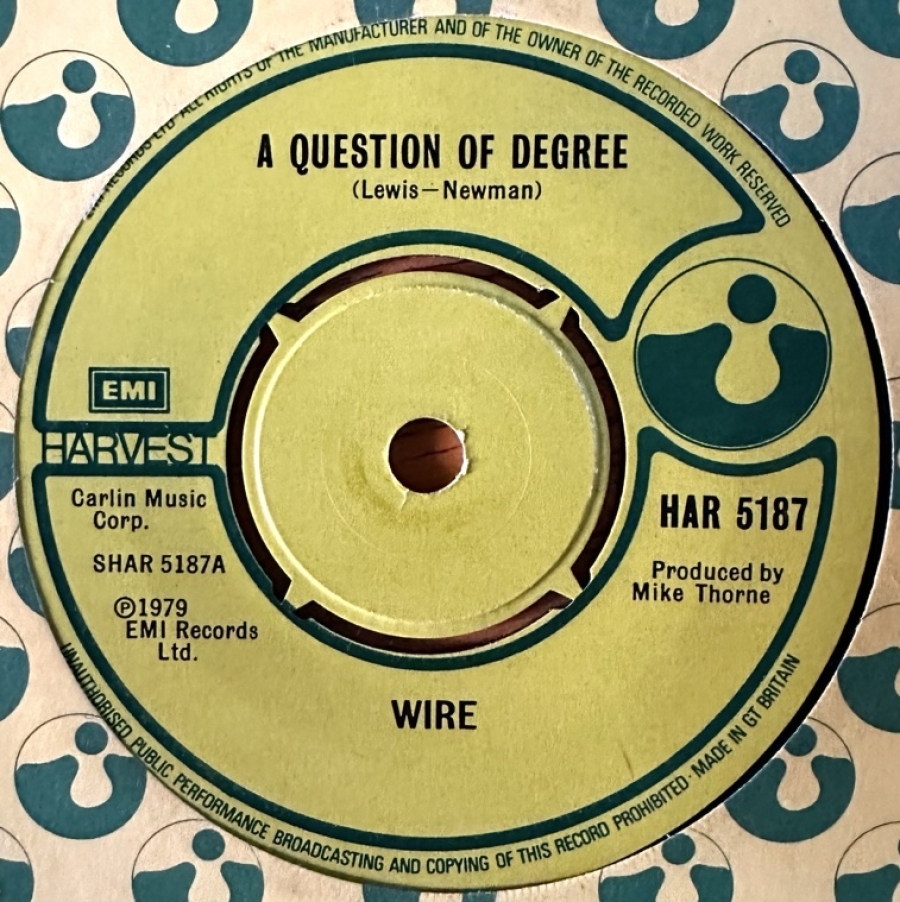 EMI RECORDS LTD ALL RIGHTS OF THE MANUFACTURER AND OF THE OWNER OF THE RECORDED WORK RESERVED
A QUESTION OF DEGREE
(Lewis—Newman)
EMI
HARVEST
Carlin Music
Corp.
SHAR 5187A
℗1979
EMI Records
Ltd.
HAR 5187
Produced by
Mike Thorne
WIRE
UNAUTHORISED PUBLIC PERFORMANCE BROADCASTING AND COPYING OF THIS RECORD PROHIBITED· MADE IN GT BRITAIN